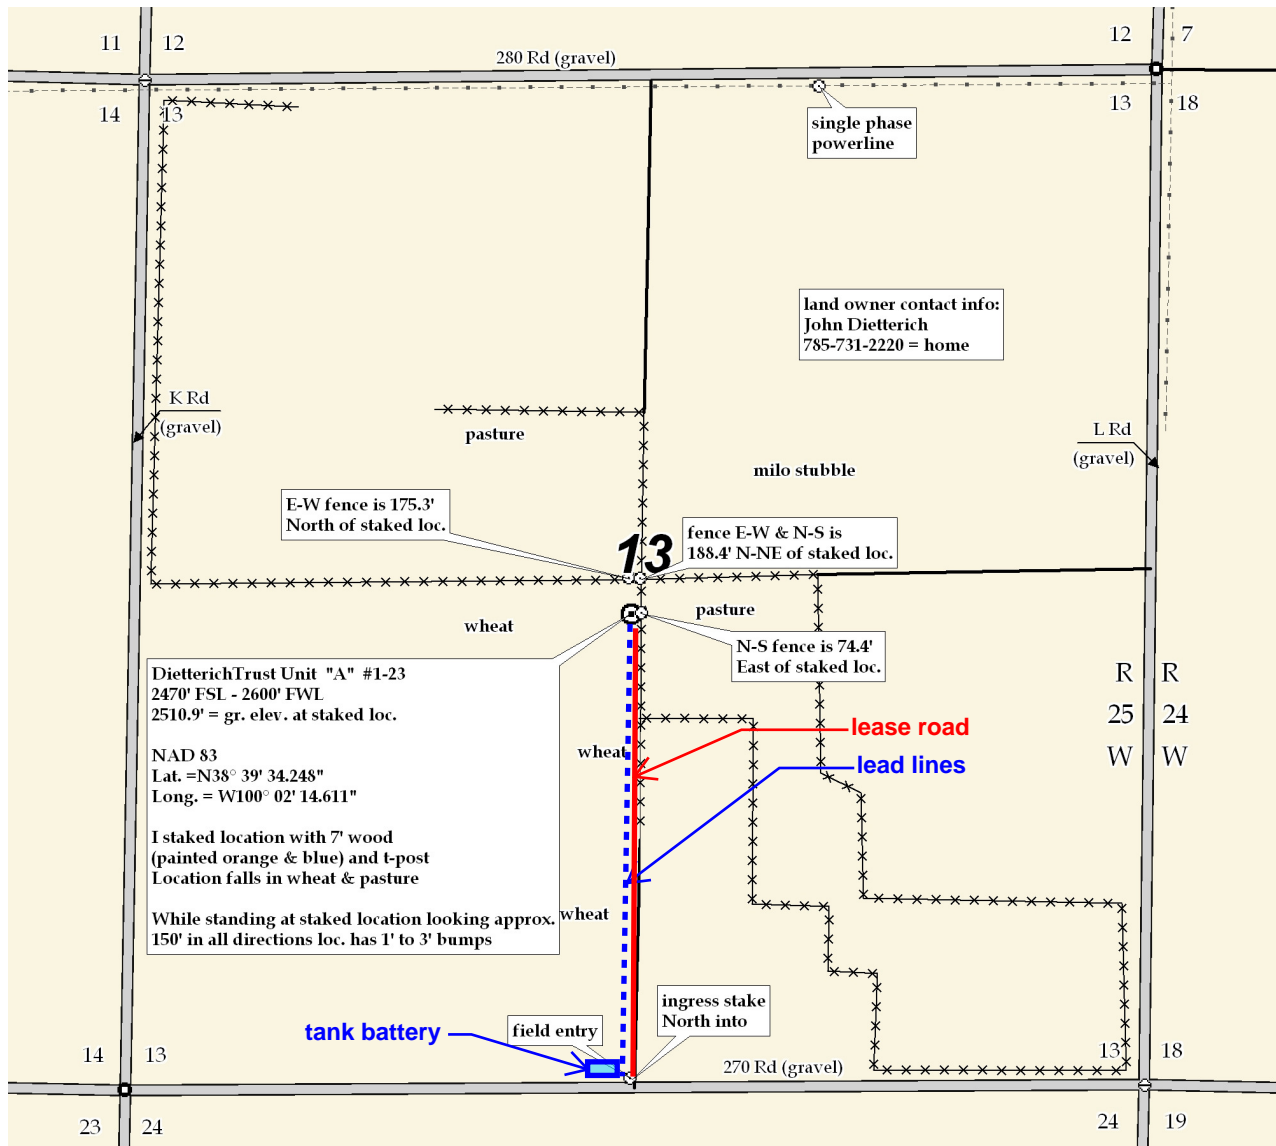 11 12
12 7
280 Rd (gravel)
14 13
13 18
single phase
powerline
land owner contact info:
John Dietterich
785-731-2220 = home
K Rd
(gravel)
pasture
L Rd
(gravel)
milo stubble
E-W fence is 175.3'
North of staked loc.
fence E-W & N-S is
188.4' N-NE of staked loc.
13
wheat
pasture
N-S fence is 74.4'
East of staked loc.
DietterichTrust Unit "A" #1-23
2470' FSL - 2600' FWL
2510.9' = gr. elev. at staked loc.
NAD 83
Lat. =N38° 39' 34.248"
Long. = W100° 02' 14.611"
I staked location with 7' wood
(painted orange & blue) and t-post
Location falls in wheat & pasture
While standing at staked location looking approx.
150' in all directions loc. has 1' to 3' bumps
R R
25 24
W W
lease road
wheat
lead lines
wheat
ingress stake
North into
tank battery
field entry
14 13
270 Rd (gravel)
13 18
23 24
24 19